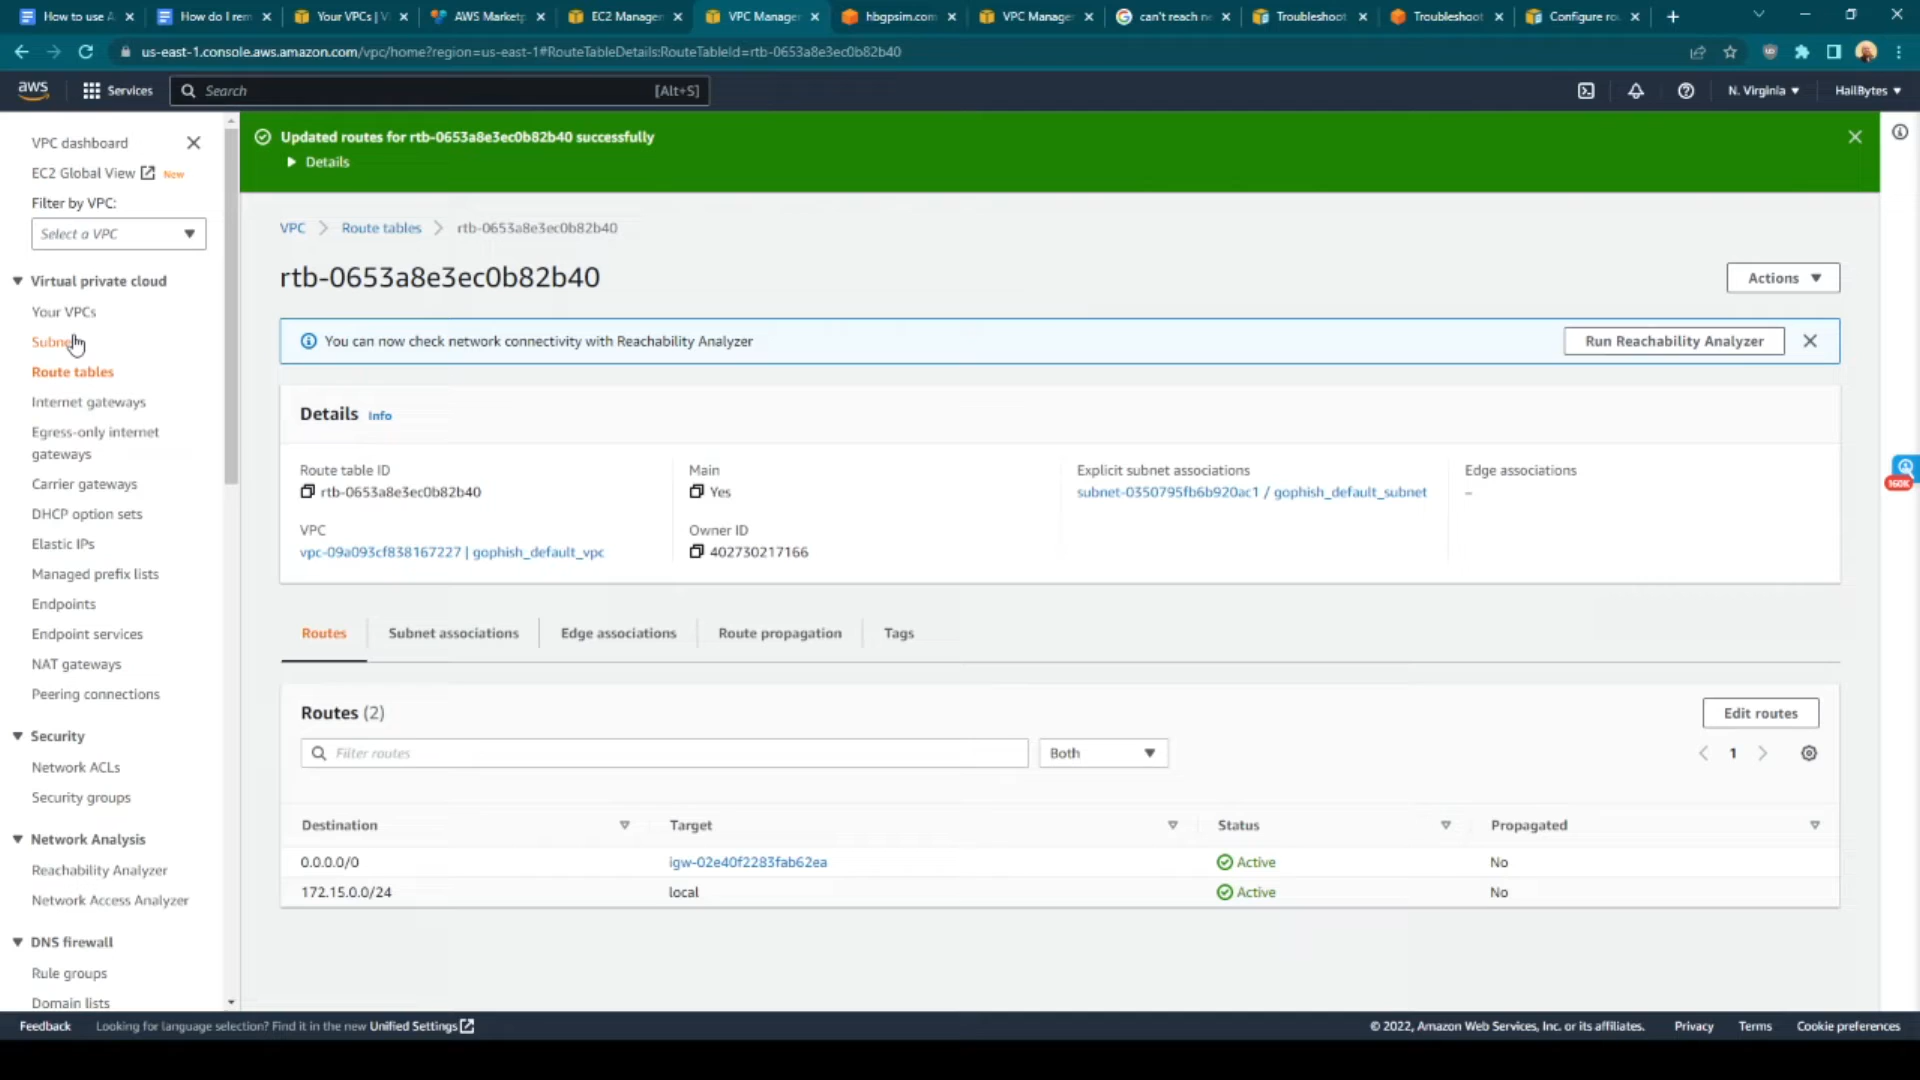 How to use A
How do I rem
Your VPCs | V
AWS Marketp
EC2 Manager
VPC Manager
hbgpsim.com
VPC Manage
can't reach ne
Troubleshoot
Troubleshoot
Configure rou
us-east-1.console.aws.amazon.com/vpc/home?region=us-east-1#RouteTableDetails:RouteTableId=rtb-0653a8e3ec0b82b40
aws
Services
Search
[Alt+S]
N. Virginia
HailBytes
VPC dashboard
EC2 Global View
New
Filter by VPC:
Select a VPC
Virtual private cloud
Your VPCs
Subne
Route tables
Internet gateways
Egress-only internet
gateways
Carrier gateways
DHCP option sets
Elastic IPs
Managed prefix lists
Endpoints
Endpoint services
NAT gateways
Peering connections
Security
Network ACLs
Security groups
Network Analysis
Reachability Analyzer
Network Access Analyzer
DNS firewall
Rule groups
Domain lists
Updated routes for rtb-0653a8e3ec0b82b40 successfully
Details
VPC
Route tables
rtb-0653a8e3ec0b82b40
rtb-0653a8e3ec0b82b40
Actions
You can now check network connectivity with Reachability Analyzer
Run Reachability Analyzer
Details Info
Route table ID
rtb-0653a8e3ec0b82b40
Main
Yes
Explicit subnet associations
subnet-0350795fb6b920ac1 / gophish_default_subnet
Edge associations
–
VPC
vpc-09a093cf838167227 | gophish_default_vpc
Owner ID
402730217166
160K
Routes
Subnet associations
Edge associations
Route propagation
Tags
Routes (2)
Edit routes
Filter routes
Both
1
Destination
Target
Status
Propagated
0.0.0.0/0
igw-02e40f2283fab62ea
Active
No
172.15.0.0/24
local
Active
No
Feedback
Looking for language selection? Find it in the new Unified Settings
© 2022, Amazon Web Services, Inc. or its affiliates.
Privacy
Terms
Cookie preferences